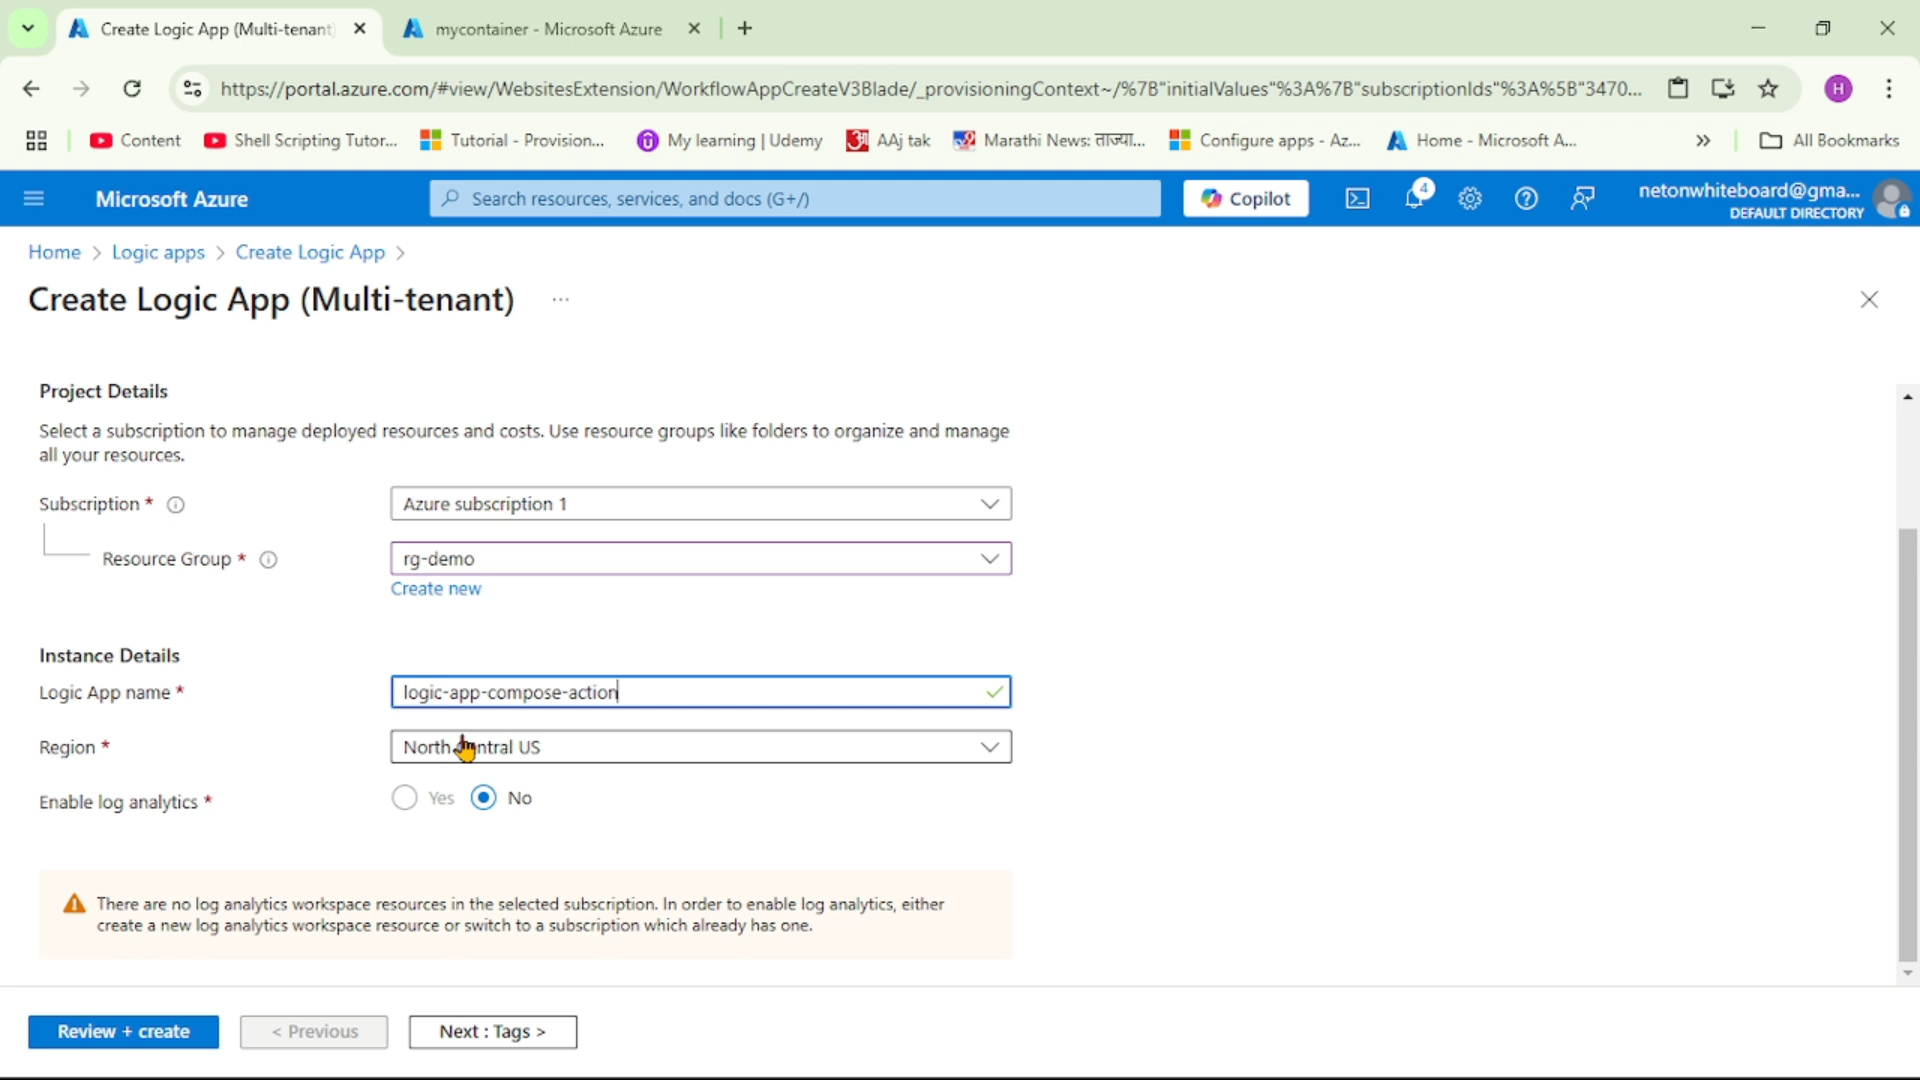 Create Logic App (Multi-tenant)
mycontainer - Microsoft Azure
https://portal.azure.com/#view/WebsitesExtension/WorkflowAppCreateV3Blade/_provisioningContext~/%7B"initialValues"%3A%7B"subscriptionIds"%3A%5B"3470...
H
Content
Shell Scripting Tutor...
Tutorial - Provision...
My learning | Udemy
AAj tak
Marathi News: ताज्या...
Configure apps - Az...
Home - Microsoft A...
»
All Bookmarks
Microsoft Azure
Search resources, services, and docs (G+/)
Copilot
4
netonwhiteboard@gma...
DEFAULT DIRECTORY
Home > Logic apps > Create Logic App >
Create Logic App (Multi-tenant) ...
Project Details
Select a subscription to manage deployed resources and costs. Use resource groups like folders to organize and manage
all your resources.
Subscription *
Azure subscription 1
Resource Group *
rg-demo
Create new
Instance Details
Logic App name *
logic-app-compose-action
Region *
North Central US
Enable log analytics *
Yes
No
There are no log analytics workspace resources in the selected subscription. In order to enable log analytics, either
create a new log analytics workspace resource or switch to a subscription which already has one.
Review + create
< Previous
Next : Tags >